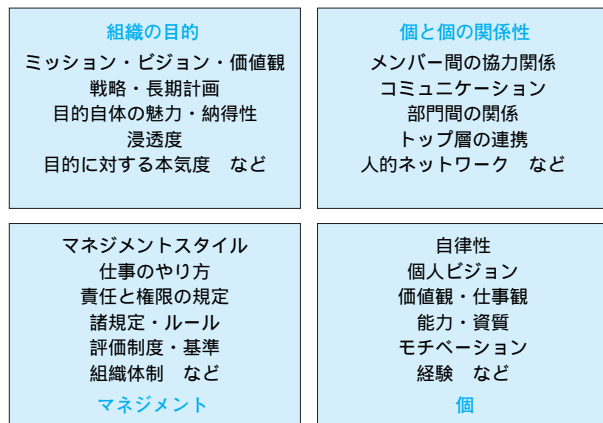 組織の目的
ミッション・ビジョン・価値観
戦略・長期計画
目的自体の魅力・納得性
浸透度
目的に対する本気度　など
個と個の関係性
メンバー間の協力関係
コミュニケーション
部門間の関係
トップ層の連携
人的ネットワーク　など
マネジメントスタイル
仕事のやり方
責任と権限の規定
諸規定・ルール
評価制度・基準
組織体制　など
マネジメント
自律性
個人ビジョン
価値観・仕事観
能力・資質
モチベーション
経験　など
個